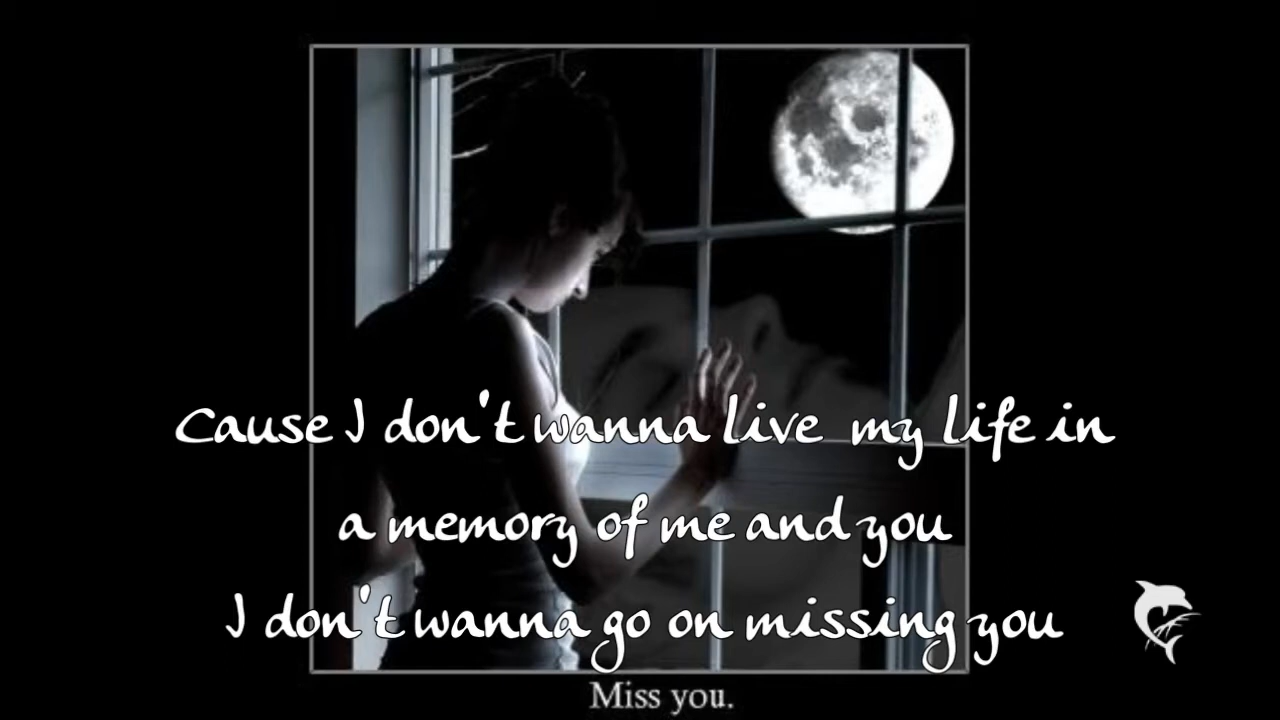 Cause I don't wanna live my life in
a memory of me and you
I don't wanna go on missing you
Miss you.